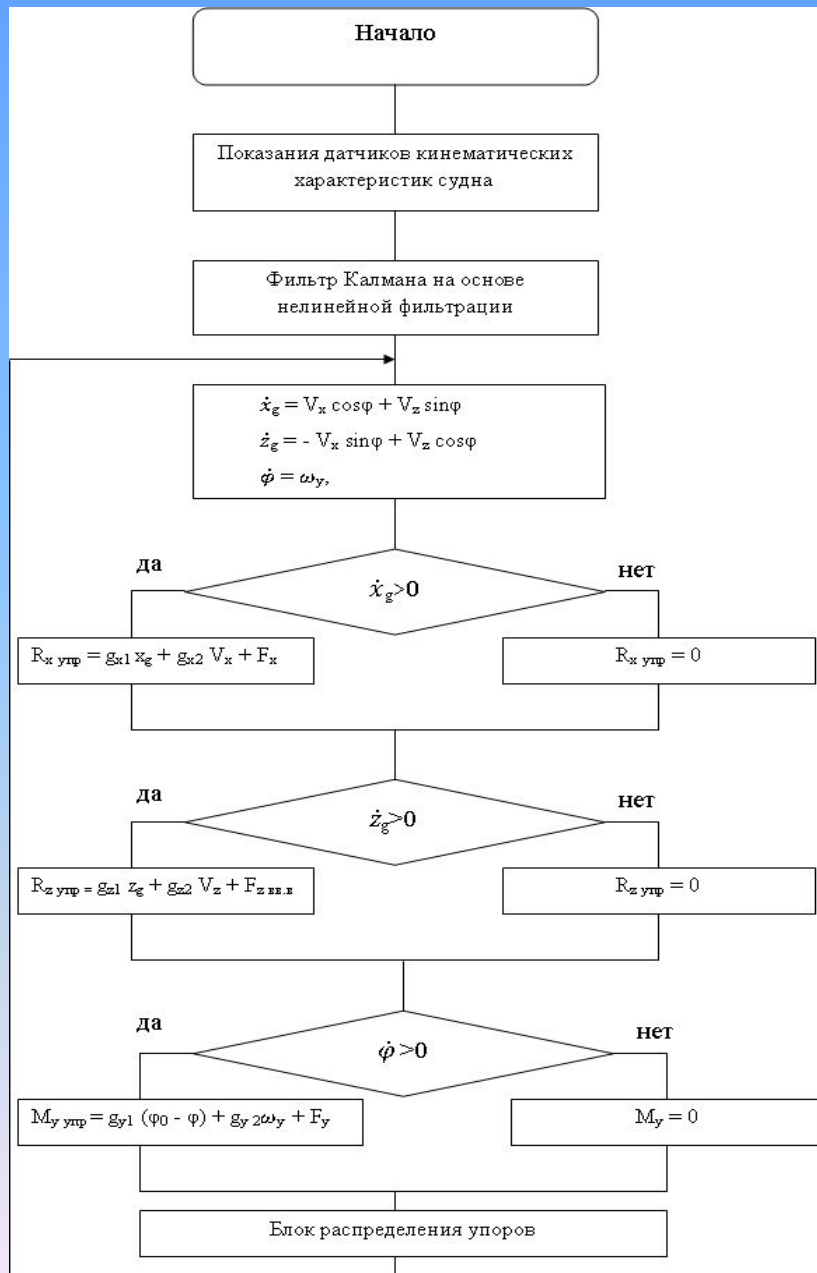 Начало
Показания датчиков кинематических
характеристик судна
Фильтр Калмана на основе
нелинейной фильтрации
ẋg = Vx cosφ + Vz sinφ
żg = - Vx sinφ + Vz cosφ
φ̇ = ωy,
да
нет
ẋg>0
Rx упр = gx1 xg + gx2 Vx + Fx
Rx упр = 0
да
нет
żg>0
Rz упр = gz1 zg + gz2 Vz + Fz вв.в
Rz упр = 0
да
нет
φ̇ >0
My упр = gy1 (φ0 - φ) + gy 2ωy + Fy
My = 0
Блок распределения упоров